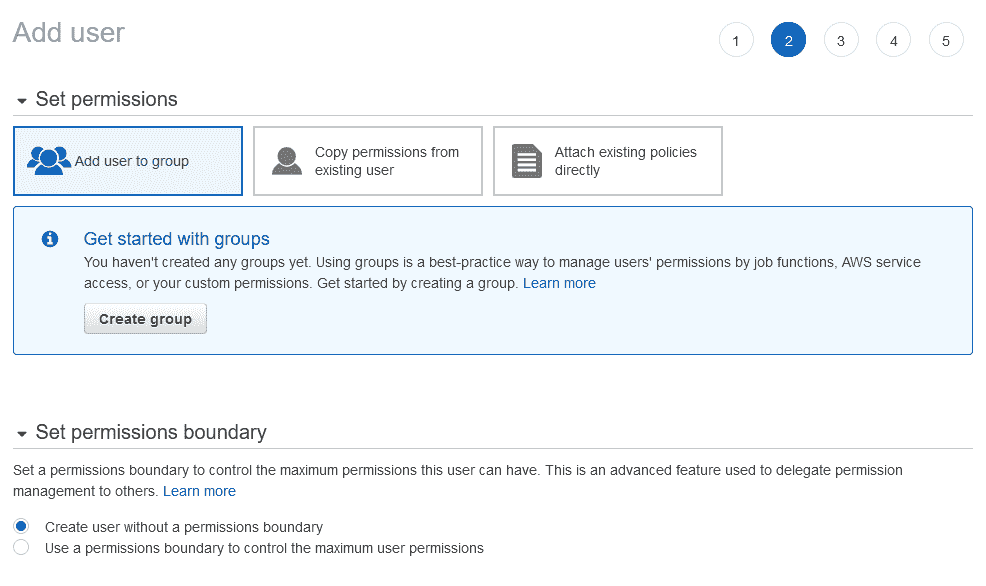 Add user
1 2 3 4 5
Set permissions
Add user to group
Copy permissions from
existing user
Attach existing policies
directly
Get started with groups
You haven't created any groups yet. Using groups is a best-practice way to manage users' permissions by job functions, AWS service
access, or your custom permissions. Get started by creating a group. Learn more
Create group
Set permissions boundary
Set a permissions boundary to control the maximum permissions this user can have. This is an advanced feature used to delegate permission
management to others. Learn more
Create user without a permissions boundary
Use a permissions boundary to control the maximum user permissions